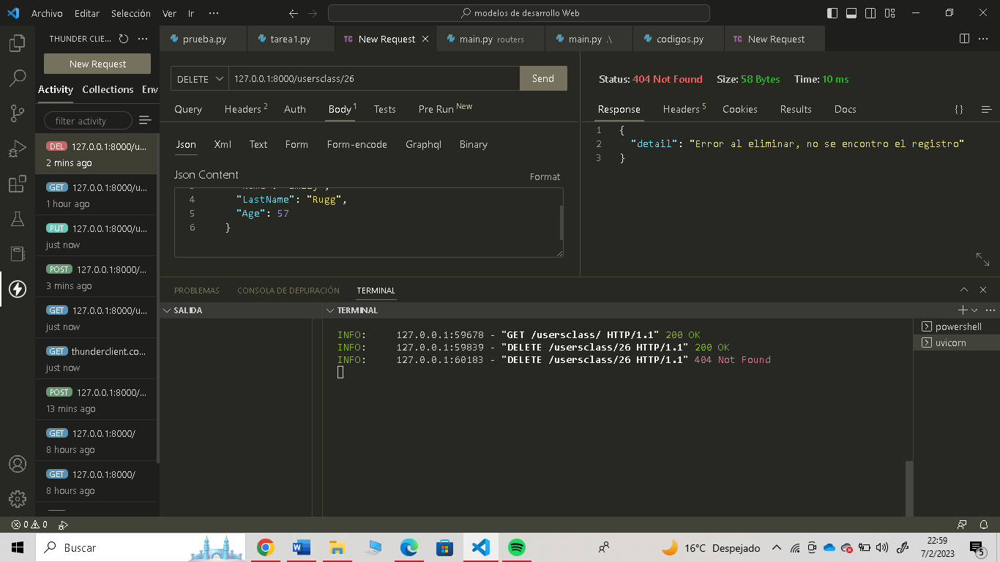 Archivo Editar Selección Ver Ir ··· modelos de desarrollo Web
THUNDER CLIE... ···
prueba.py tarea1.py TC New Request main.py routers main.py .\ codigos.py TC New Request
New Request
Activity Collections Env
filter activity
DEL 127.0.0.1:8000/u...
2 mins ago
GET 127.0.0.1:8000/u...
1 hour ago
PUT 127.0.0.1:8000/u...
just now
POST 127.0.0.1:8000/...
3 mins ago
GET 127.0.0.1:8000/u...
just now
GET thunderclient.co...
just now
POST 127.0.0.1:8000/...
13 mins ago
GET 127.0.0.1:8000/
8 hours ago
GET 127.0.0.1:8000/
8 hours ago
DELETE 127.0.0.1:8000/usersclass/26 Send
Query Headers 2 Auth Body 1 Tests Pre Run New
Json Xml Text Form Form-encode Graphql Binary
Json Content Format
4 "LastName": "Rugg",
5 "Age": 57
6 }
Status: 404 Not Found Size: 58 Bytes Time: 10 ms
Response Headers 5 Cookies Results Docs {}
1 {
2 "detail": "Error al eliminar, no se encontro el registro"
3 }
PROBLEMAS CONSOLA DE DEPURACIÓN TERMINAL
SALIDA TERMINAL
INFO: 127.0.0.1:59678 - "GET /usersclass/ HTTP/1.1" 200 OK
INFO: 127.0.0.1:59839 - "DELETE /usersclass/26 HTTP/1.1" 200 OK
INFO: 127.0.0.1:60183 - "DELETE /usersclass/26 HTTP/1.1" 404 Not Found
powershell
uvicorn
0 0
Buscar
16°C Despejado
22:59
7/2/2023
5